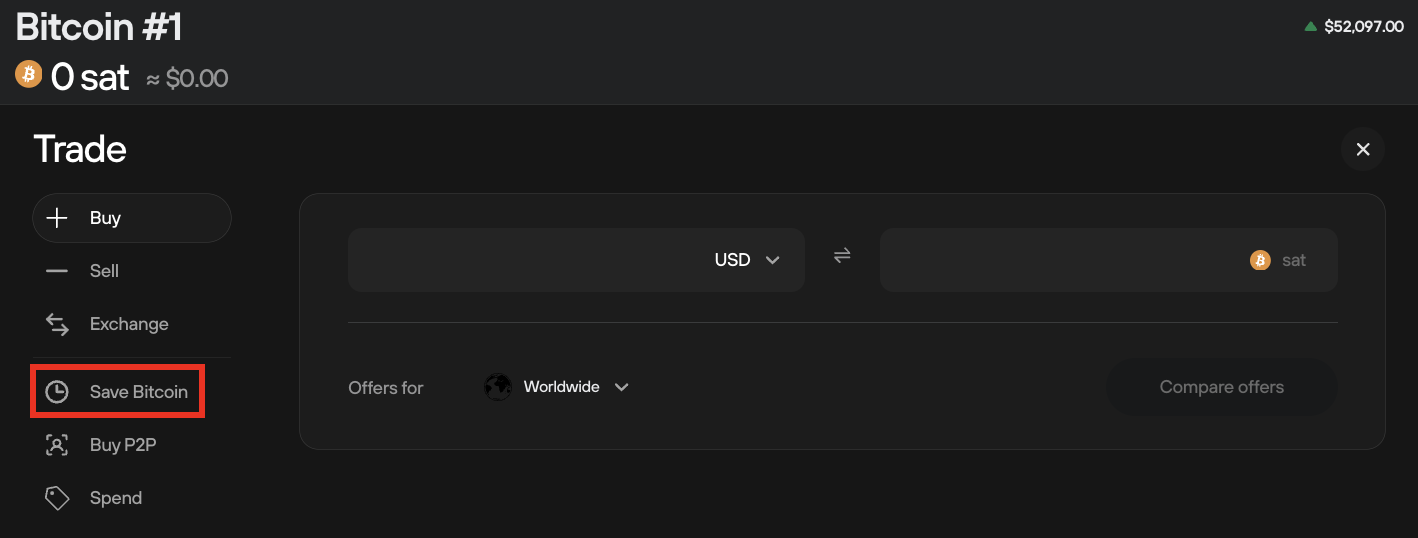 Bitcoin #1
$52,097.00
0 sat ≈ $0.00
Trade
Buy
Sell
Exchange
Save Bitcoin
Buy P2P
Spend
USD
sat
Offers for
Worldwide
Compare offers